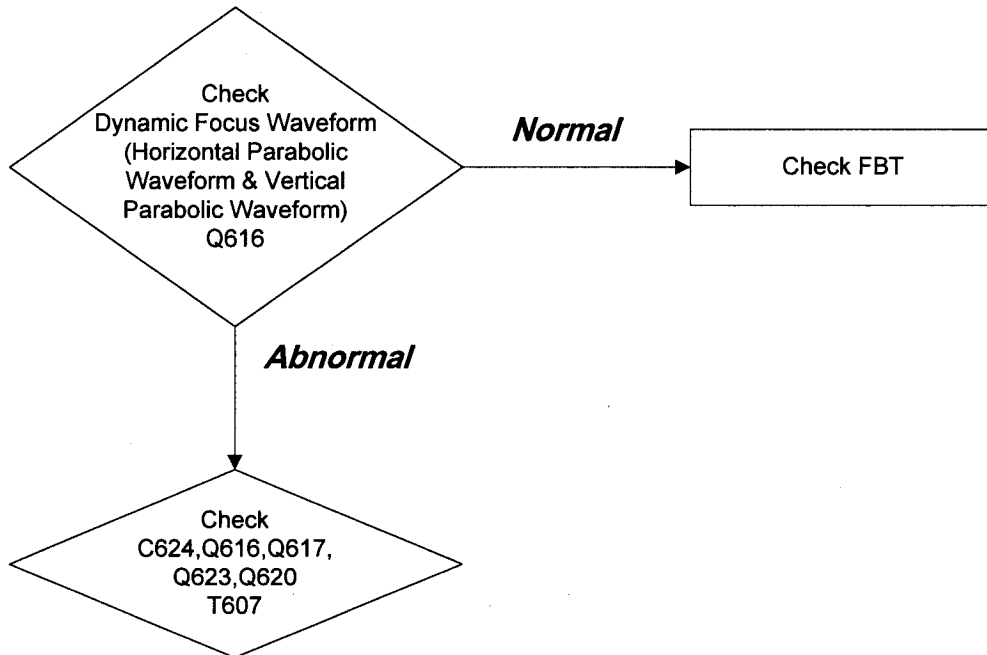 Check
Dynamic Focus Waveform
(Horizontal Parabolic
Waveform & Vertical
Parabolic Waveform)
Q616
Normal
Check FBT
Abnormal
Check
C624,Q616,Q617,
Q623,Q620
T607